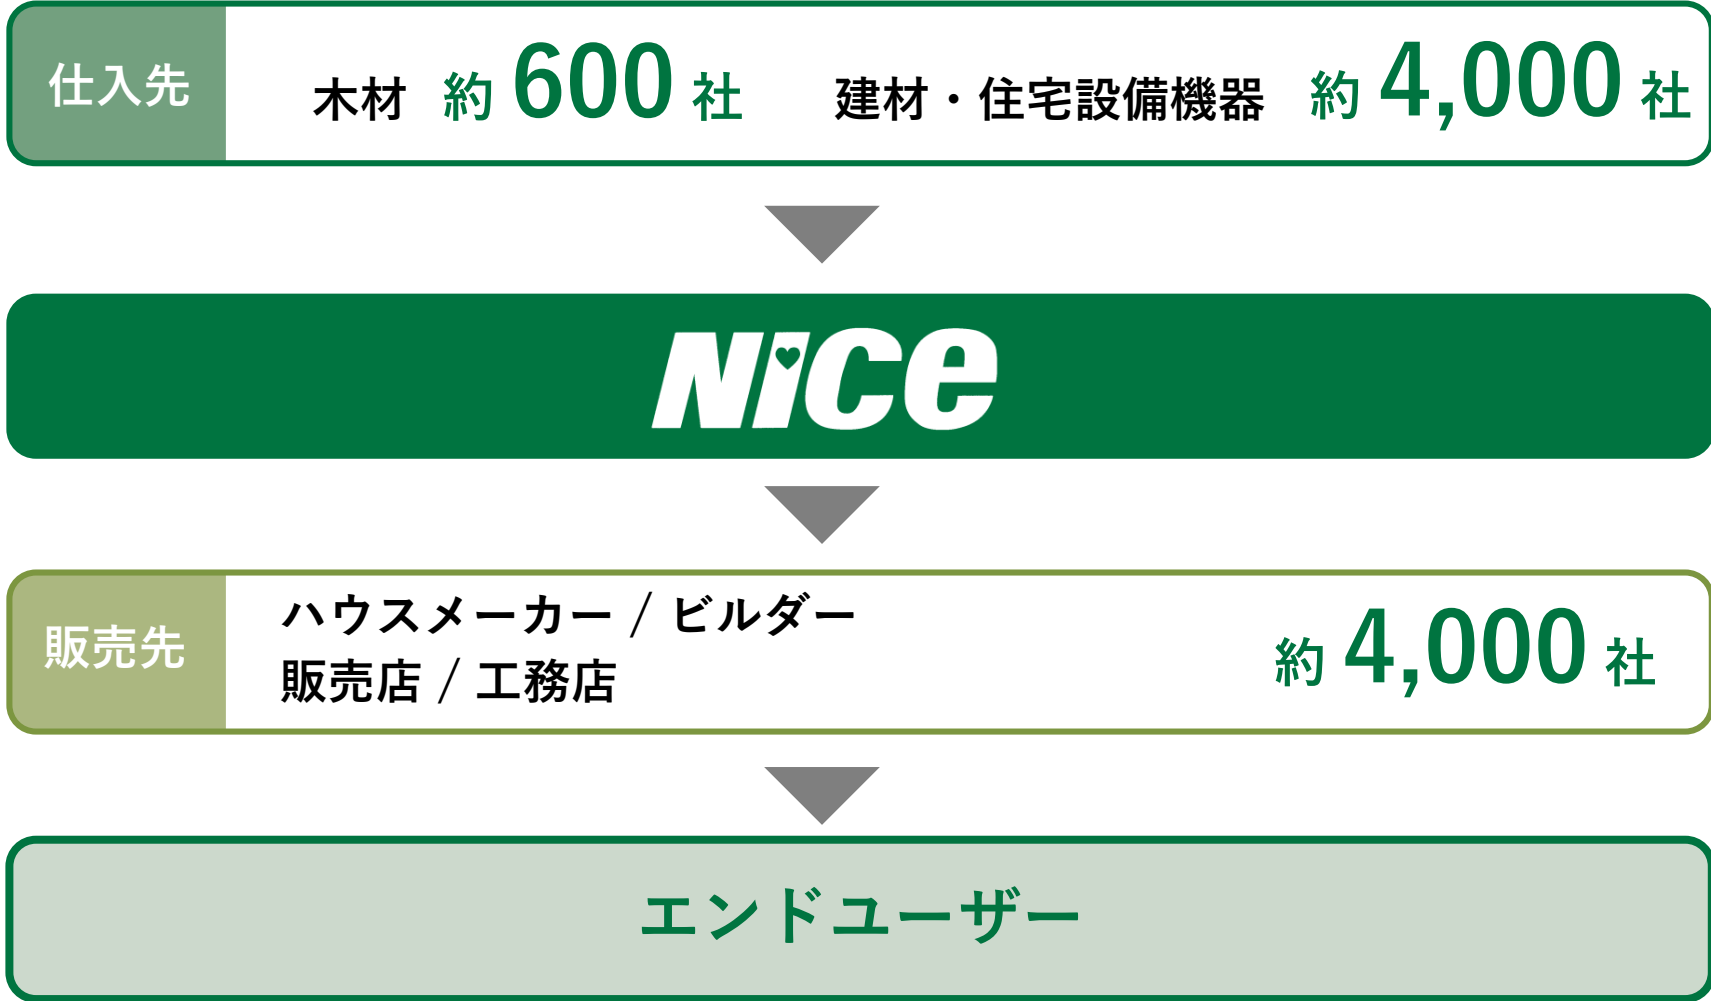 仕入先 木材 約 600 社 建材・住宅設備機器 約 4,000 社
Nice
販売先
ハウスメーカー / ビルダー
販売店 / 工務店
約 4,000 社
エンドユーザー